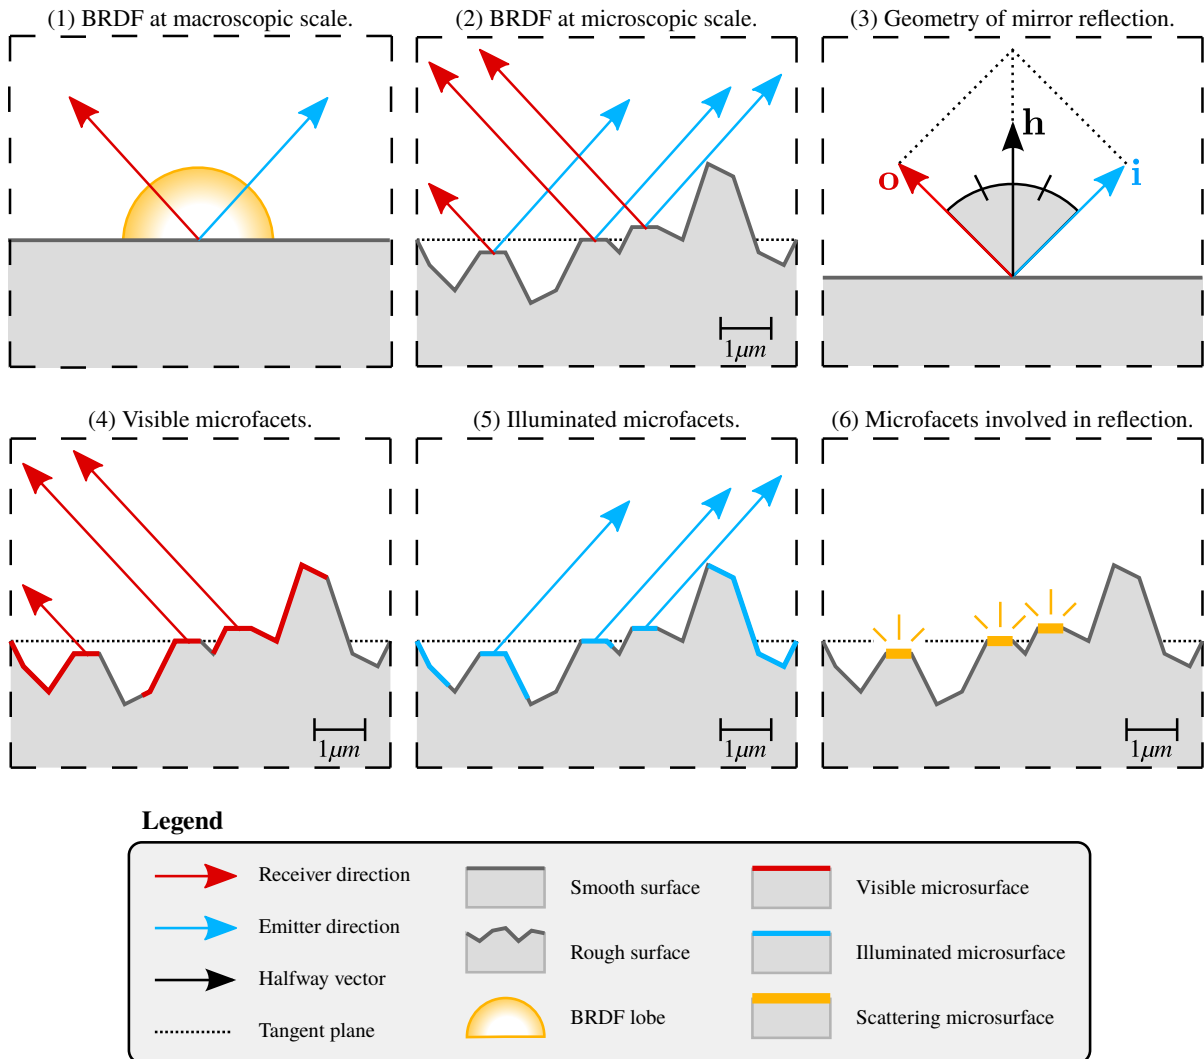 (1) BRDF at macroscopic scale.
(2) BRDF at microscopic scale.
(3) Geometry of mirror reflection.
1μm
h
o
i
(4) Visible microfacets.
(5) Illuminated microfacets.
(6) Microfacets involved in reflection.
1μm
1μm
1μm
Legend
Receiver direction
Emitter direction
Halfway vector
Tangent plane
Smooth surface
Rough surface
BRDF lobe
Visible microsurface
Illuminated microsurface
Scattering microsurface